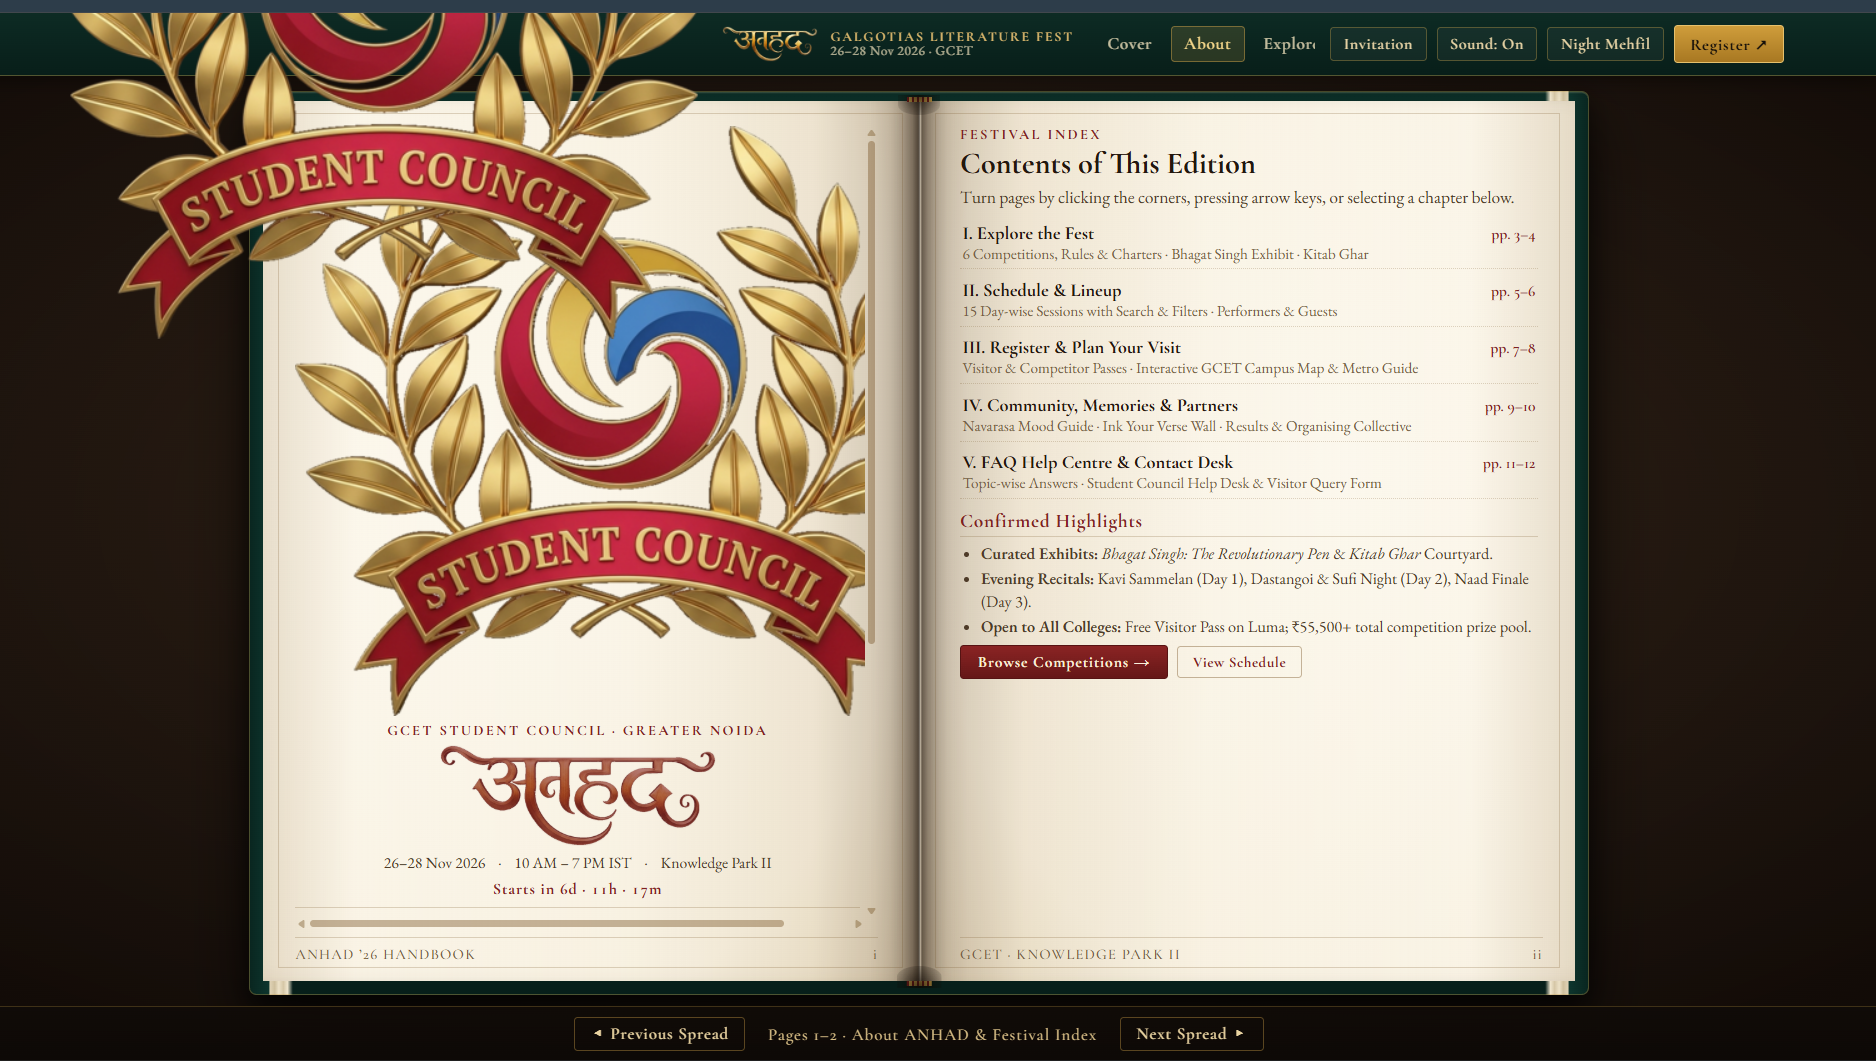 अनहद
GALGOTIAS LITERATURE FEST
26–28 Nov 2026 · GCET
Cover
About
Explore
Invitation
Sound: On
Night Mehfil
Register ↗
STUDENT COUNCIL
STUDENT COUNCIL
GCET STUDENT COUNCIL · GREATER NOIDA
अनहद
26–28 Nov 2026 · 10 AM – 7 PM IST · Knowledge Park II
Starts in 6d · 11h · 17m
ANHAD ’26 HANDBOOK i
FESTIVAL INDEX
Contents of This Edition
Turn pages by clicking the corners, pressing arrow keys, or selecting a chapter below.
I. Explore the Fest pp. 3–4
6 Competitions, Rules & Charters · Bhagat Singh Exhibit · Kitab Ghar
II. Schedule & Lineup pp. 5–6
15 Day-wise Sessions with Search & Filters · Performers & Guests
III. Register & Plan Your Visit pp. 7–8
Visitor & Competitor Passes · Interactive GCET Campus Map & Metro Guide
IV. Community, Memories & Partners pp. 9–10
Navarasa Mood Guide · Ink Your Verse Wall · Results & Organising Collective
V. FAQ Help Centre & Contact Desk pp. 11–12
Topic-wise Answers · Student Council Help Desk & Visitor Query Form
Confirmed Highlights
• Curated Exhibits: Bhagat Singh: The Revolutionary Pen & Kitab Ghar Courtyard.
• Evening Recitals: Kavi Sammelan (Day 1), Dastangoi & Sufi Night (Day 2), Naad Finale
(Day 3).
• Open to All Colleges: Free Visitor Pass on Luma; ₹55,500+ total competition prize pool.
Browse Competitions →
View Schedule
GCET · KNOWLEDGE PARK II ii
◄ Previous Spread
Pages 1–2 · About ANHAD & Festival Index
Next Spread ►